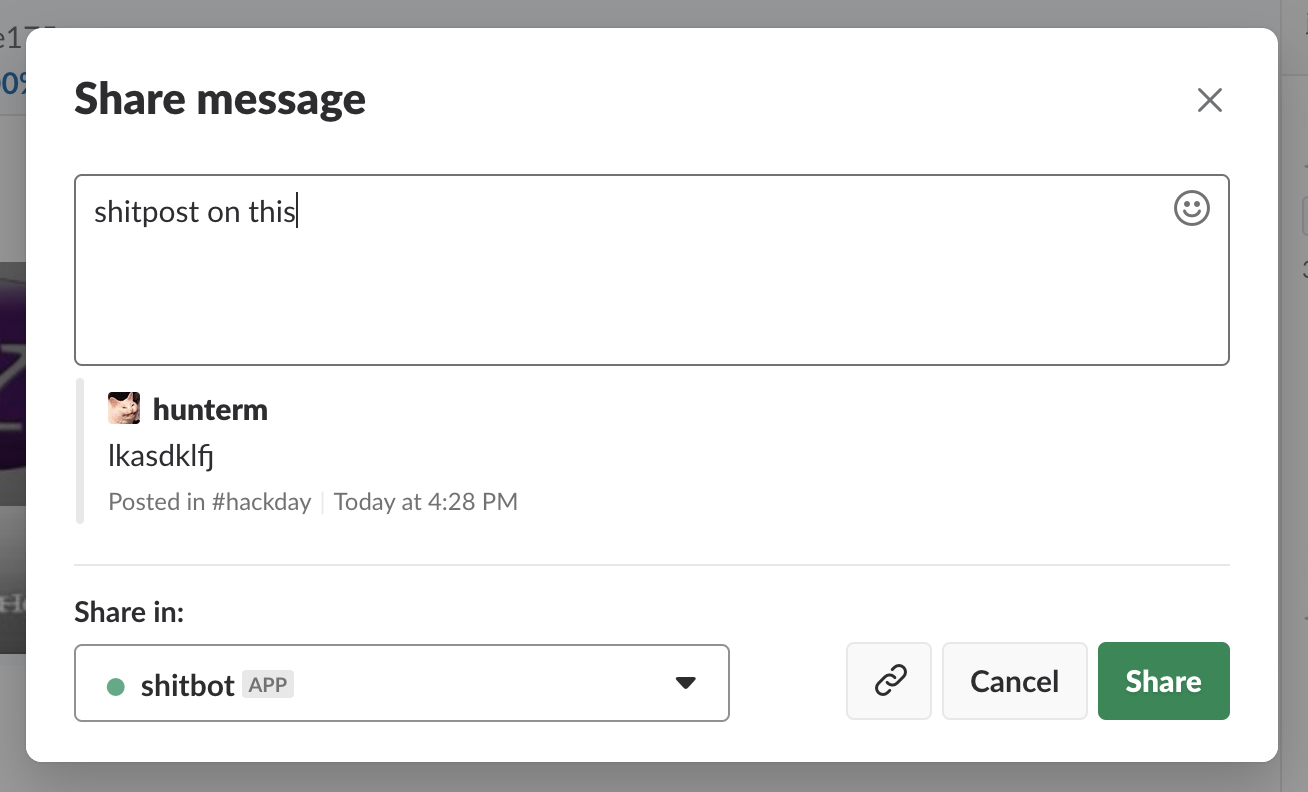 Share message
shitpost on this
hunterm
lkasdklfj
Posted in #hackday | Today at 4:28 PM
Share in:
shitbot APP
Cancel
Share